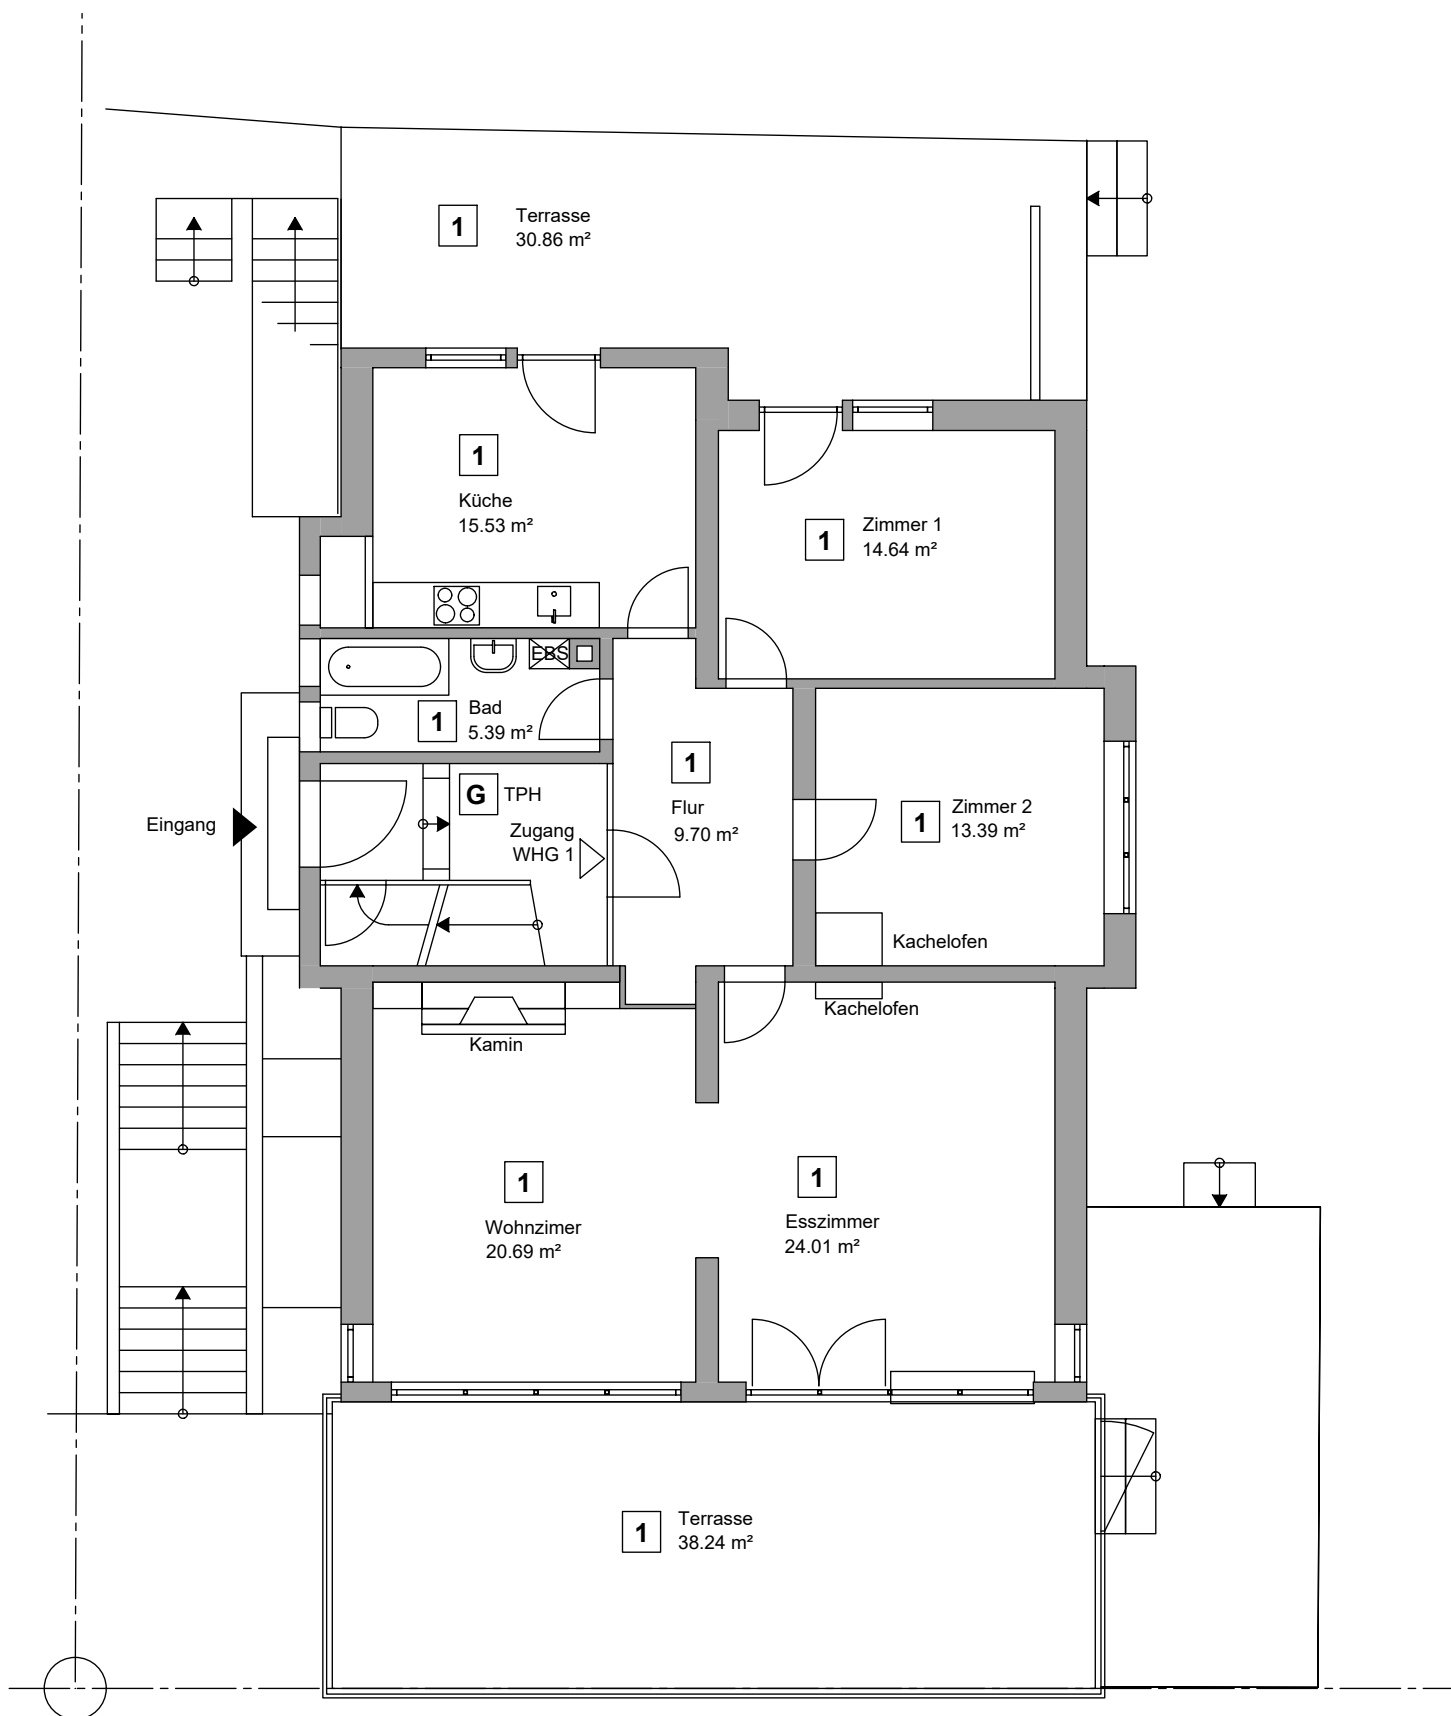 1
Terrasse
30.86 m²
1
Küche
15.53 m²
1
Zimmer 1
14.64 m²
EBS
1
Bad
5.39 m²
1
Flur
9.70 m²
G
TPH
Zugang
WHG 1
Eingang
1
Zimmer 2
13.39 m²
Kachelofen
Kachelofen
Kamin
1
Wohnzimer
20.69 m²
1
Esszimmer
24.01 m²
1
Terrasse
38.24 m²